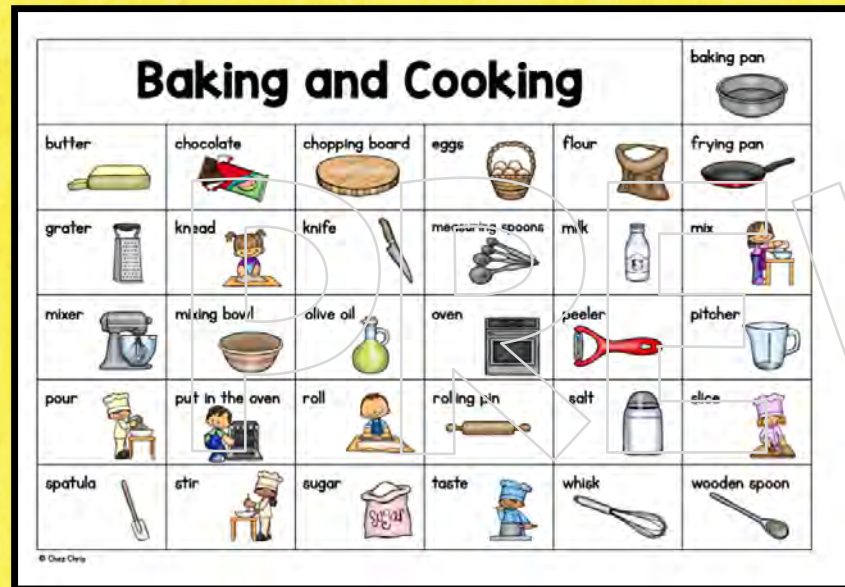 Baking and Cooking
baking pan
butter
chocolate
chopping board
eggs
flour
frying pan
grater
knead
knife
measuring spoons
milk
mix
mixer
mixing bowl
olive oil
oven
peeler
pitcher
pour
put in the oven
roll
rolling pin
salt
slice
spatula
stir
sugar
sugar
taste
whisk
wooden spoon
© Chez Chris